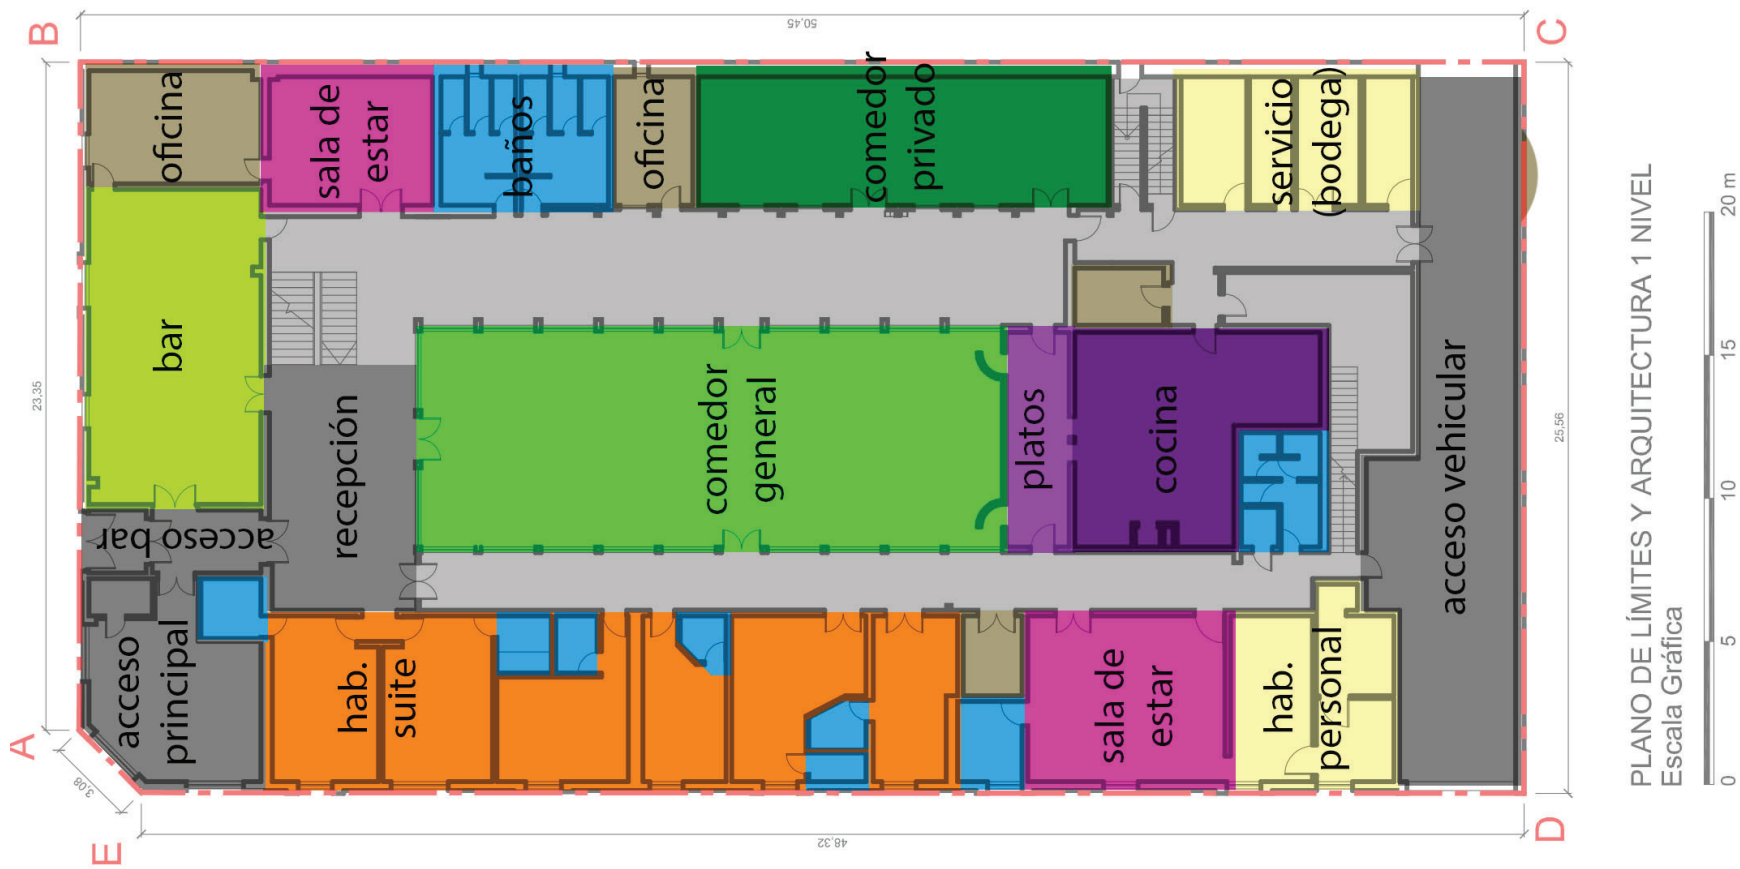 B
50,45
C
oficina
sala de
estar
baños
oficina
comedor
privado
servicio
(bodega)
23,35
bar
acceso bar
recepción
comedor
general
platos
cocina
acceso vehicular
25,56
A
3,08
acceso
principal
hab.
suite
sala de
estar
hab.
personal
E
48,32
D
PLANO DE LÍMITES Y ARQUITECTURA 1 NIVEL
Escala Gráfica
0 5 10 15 20 m